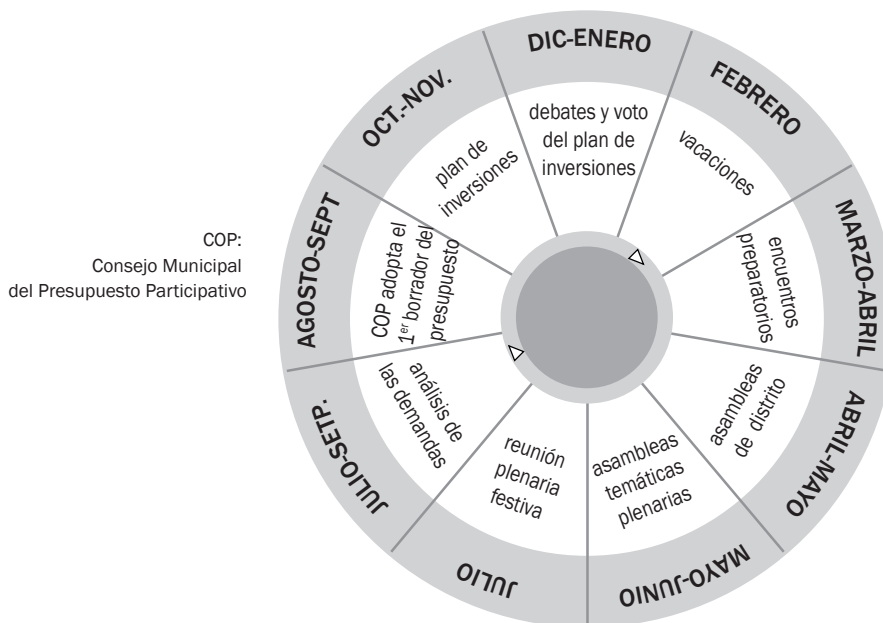 DIC-ENERO
debates y voto
del plan de
inversiones
FEBRERO
vacaciones
MARZO-ABRIL
encuentros
preparatorios
ABRIL-MAYO
asambleas
de distrito
MAYO-JUNIO
asambleas
temáticas
plenarias
JULIO
reunión
plenaria
festiva
JULIO-SETP.
análisis de
las demandas
AGOSTO-SEPT
COP adopta el
1er borrador del
presupuesto
OCT.-NOV.
plan de
inversiones
COP:
Consejo Municipal
del Presupuesto Participativo